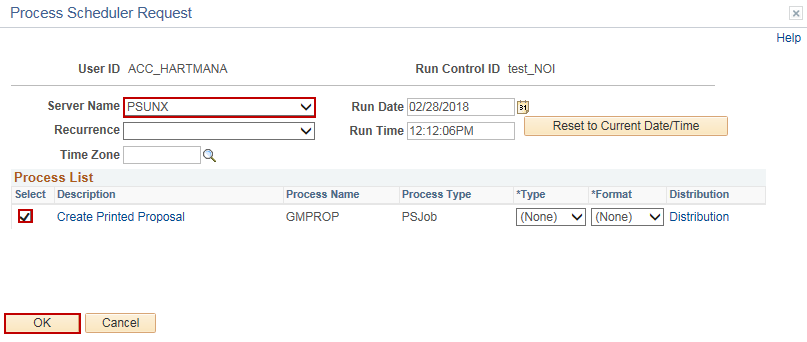 Process Scheduler Request
Help
User ID ACC_HARTMANA Run Control ID test_NOI
Server Name PSUNX Run Date 02/28/2018 31
Recurrence Run Time 12:12:06PM Reset to Current Date/Time
Time Zone
Process List
Select Description Process Name Process Type *Type *Format Distribution
Create Printed Proposal GMPROP PSJob (None) (None) Distribution
OK Cancel